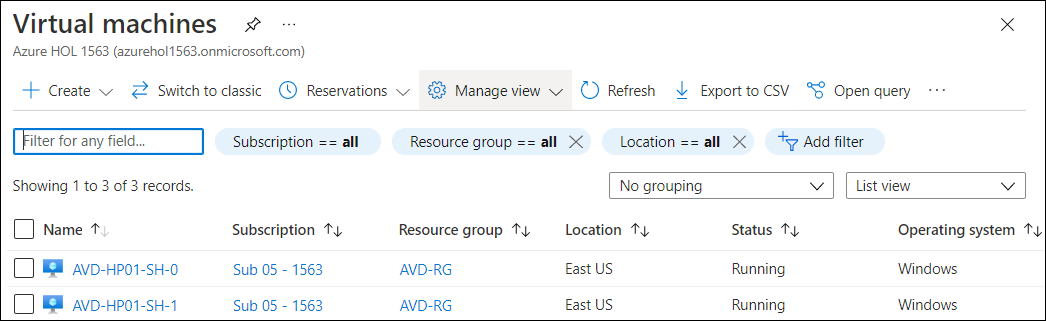 Virtual machines ...
Azure HOL 1563 (azurehol1563.onmicrosoft.com)
Create Switch to classic Reservations Manage view Refresh Export to CSV Open query ...
Filter for any field... Subscription == all Resource group == all Location == all Add filter
Showing 1 to 3 of 3 records. No grouping List view
Name Subscription Resource group Location Status Operating system
AVD-HP01-SH-0 Sub 05 - 1563 AVD-RG East US Running Windows
AVD-HP01-SH-1 Sub 05 - 1563 AVD-RG East US Running Windows